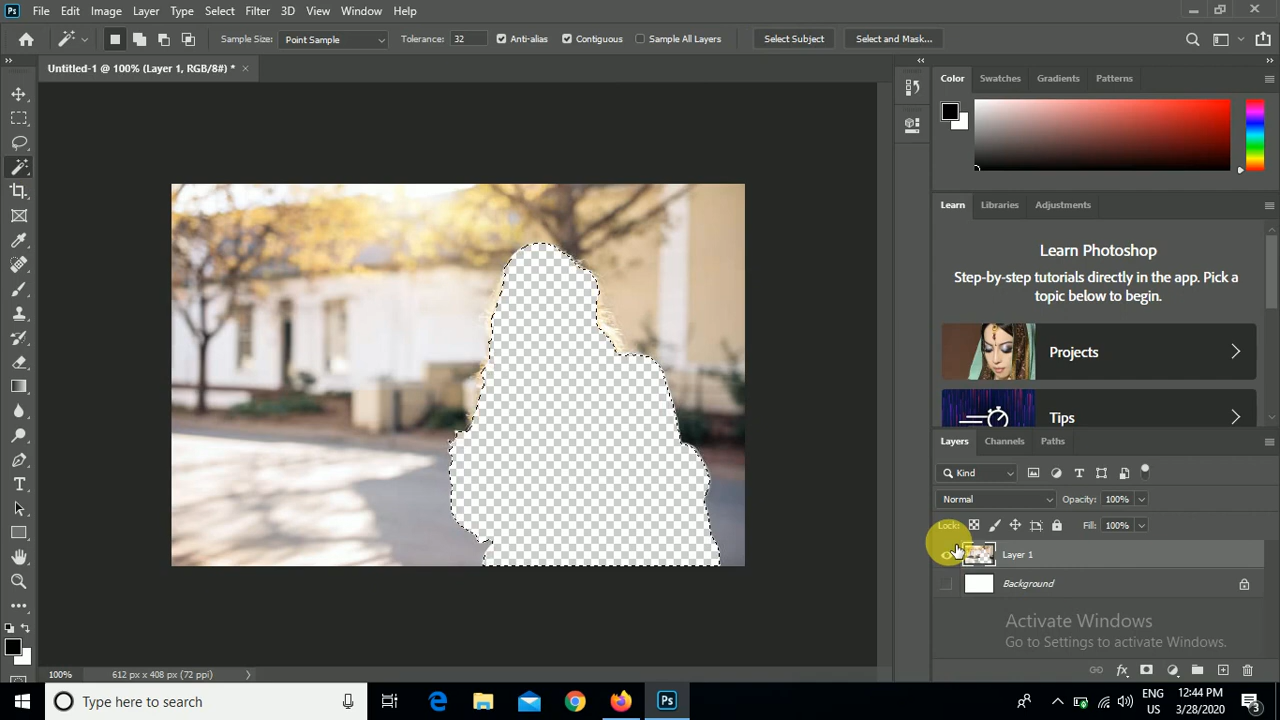 Ps File Edit Image Layer Type Select Filter 3D View Window Help
Sample Size: Point Sample Tolerance: 32 Anti-alias Contiguous Sample All Layers Select Subject Select and Mask...
Untitled-1 @ 100% (Layer 1, RGB/8#) *
Color Swatches Gradients Patterns
Learn Libraries Adjustments
Learn Photoshop
Step-by-step tutorials directly in the app. Pick a
topic below to begin.
Projects
Tips
Layers Channels Paths
Kind
Normal Opacity: 100%
Lock: Fill: 100%
Layer 1
Background
Activate Windows
Go to Settings to activate Windows.
100% 612 px x 408 px (72 ppi)
Type here to search
Ps
ENG
US
12:44 PM
3/28/2020
3